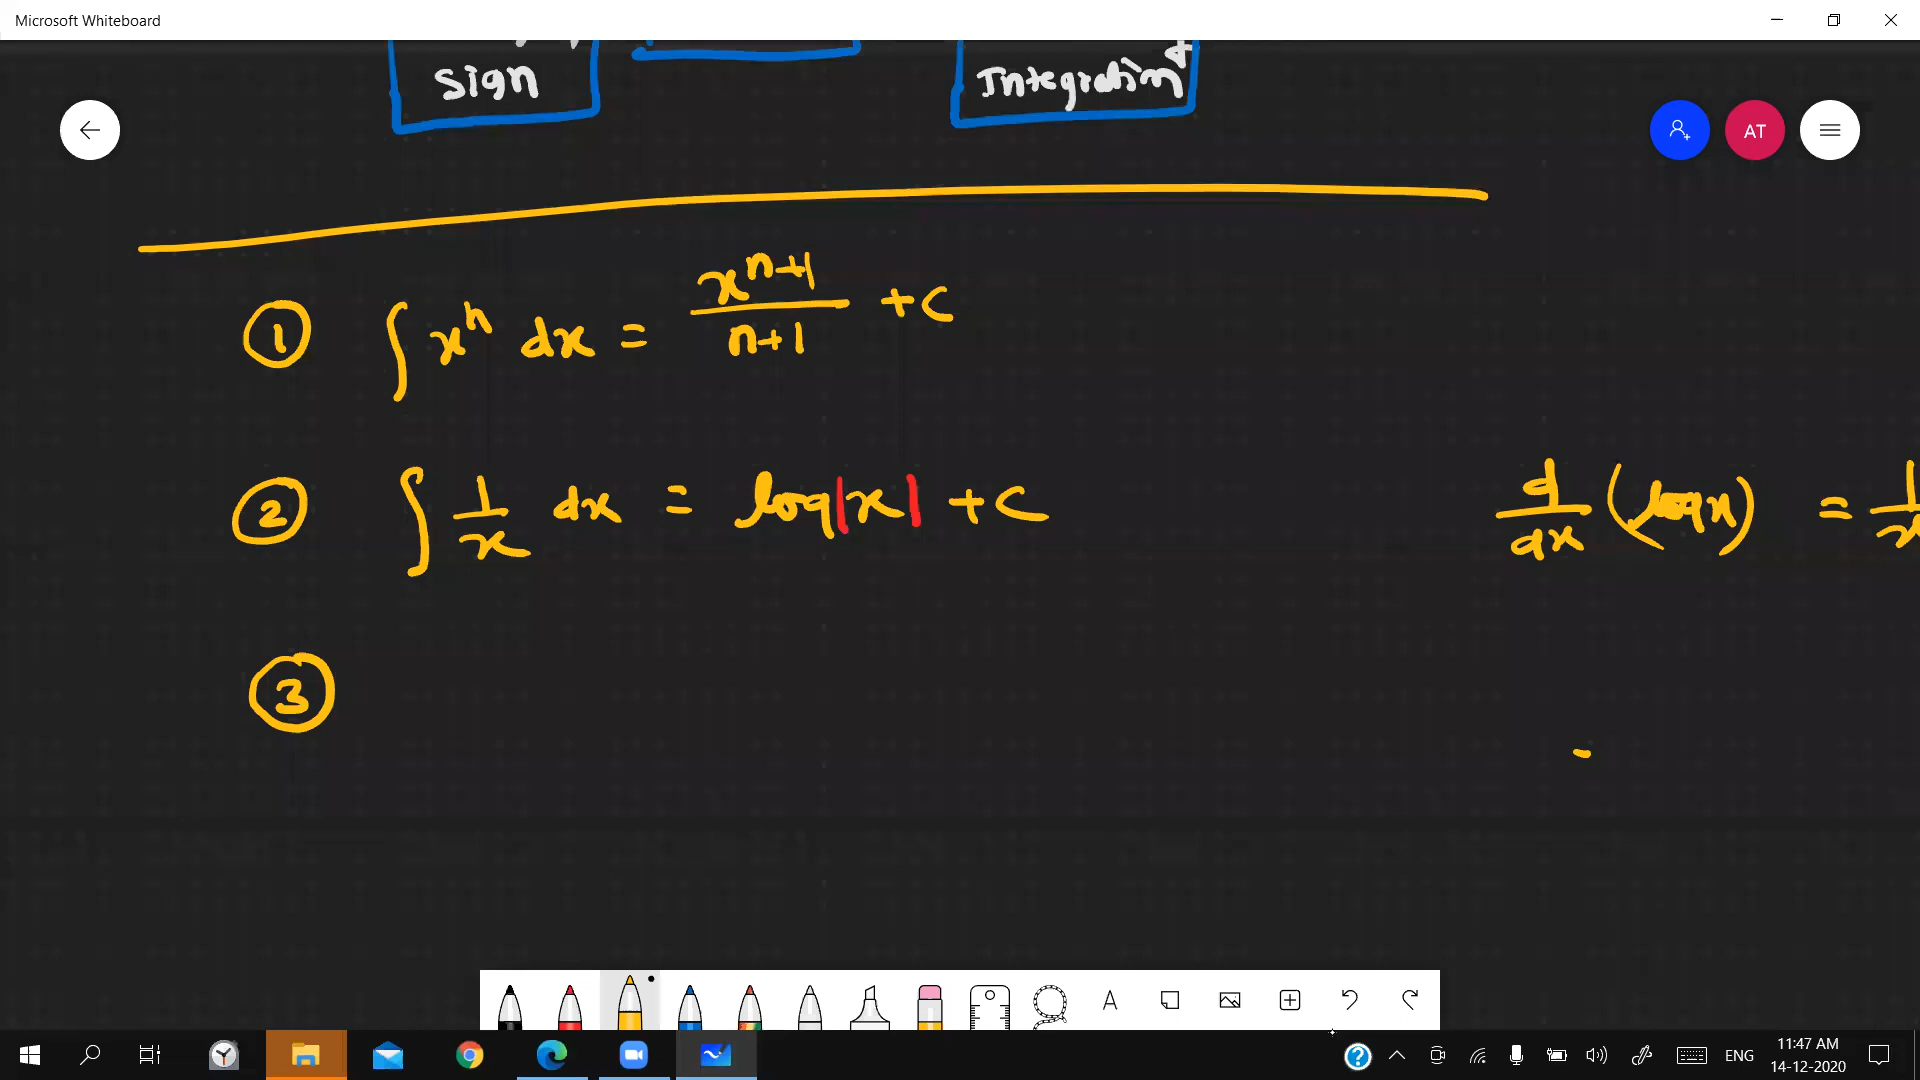 Microsoft Whiteboard
Sign
Integration
AT
① ∫ xⁿ dx = xⁿ⁺¹/n+1 + c
② ∫ 1/x dx = log|x| + c
d/dx (log x) = 1/x
③
-
A
ENG
11:47 AM
14-12-2020